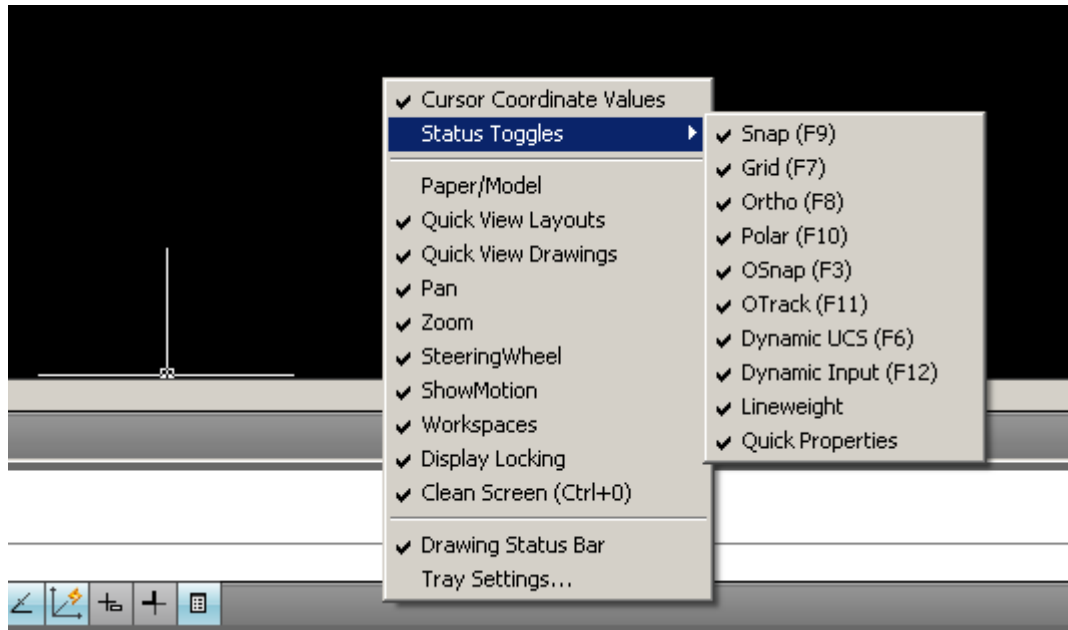 Cursor Coordinate Values
Status Toggles
Paper/Model
Quick View Layouts
Quick View Drawings
Pan
Zoom
SteeringWheel
ShowMotion
Workspaces
Display Locking
Clean Screen (Ctrl+0)
Drawing Status Bar
Tray Settings...
Snap (F9)
Grid (F7)
Ortho (F8)
Polar (F10)
OSnap (F3)
OTrack (F11)
Dynamic UCS (F6)
Dynamic Input (F12)
Lineweight
Quick Properties